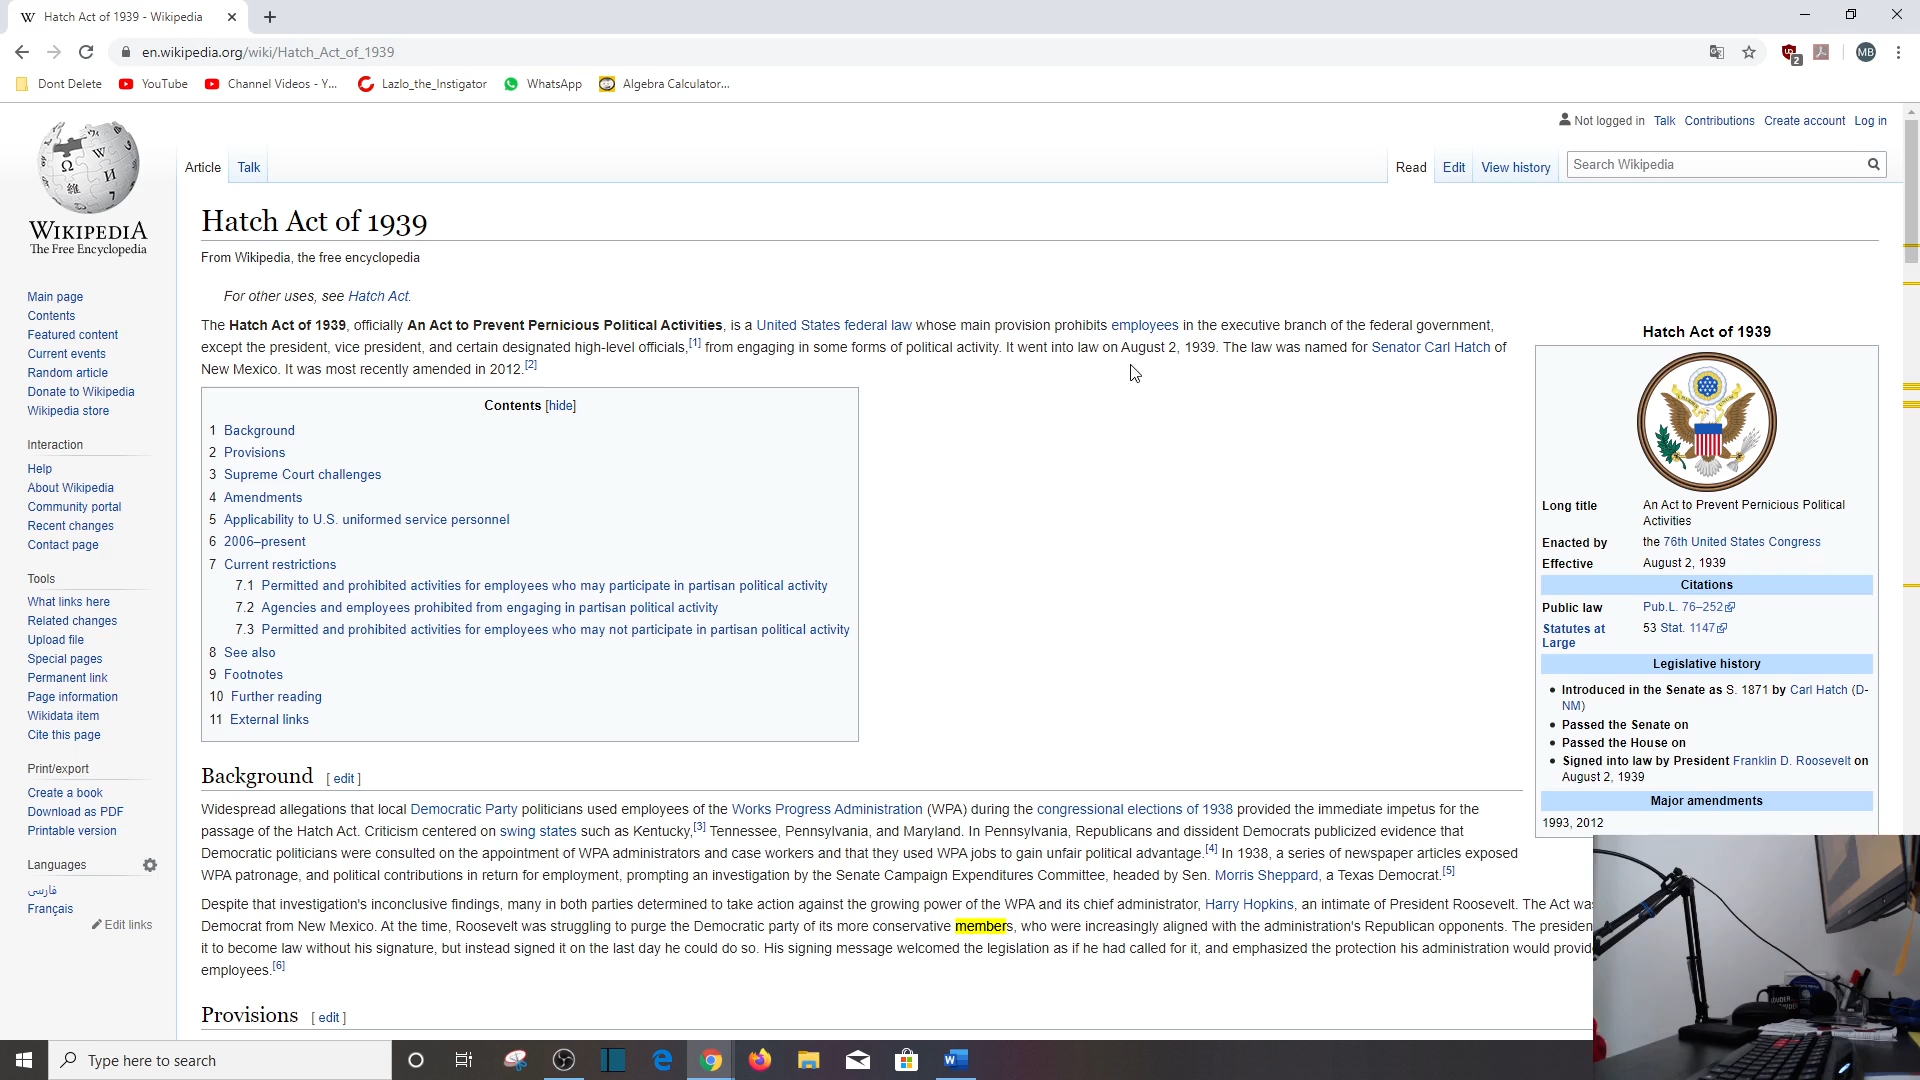 Hatch Act of 1939 - Wikipedia
en.wikipedia.org/wiki/Hatch_Act_of_1939
2
MB
Dont Delete
YouTube
Channel Videos - Y...
Lazlo_the_Instigator
WhatsApp
Algebra Calculator...
Not logged in Talk Contributions Create account Log in
Article Talk
Read Edit View history Search Wikipedia
WIKIPEDIA
The Free Encyclopedia
Main page
Contents
Featured content
Current events
Random article
Donate to Wikipedia
Wikipedia store
Interaction
Help
About Wikipedia
Community portal
Recent changes
Contact page
Tools
What links here
Related changes
Upload file
Special pages
Permanent link
Page information
Wikidata item
Cite this page
Print/export
Create a book
Download as PDF
Printable version
Languages
فارسی
Français
Edit links
Hatch Act of 1939
From Wikipedia, the free encyclopedia
For other uses, see Hatch Act.
The Hatch Act of 1939, officially An Act to Prevent Pernicious Political Activities, is a United States federal law whose main provision prohibits employees in the executive branch of the federal government,
except the president, vice president, and certain designated high-level officials,[1] from engaging in some forms of political activity. It went into law on August 2, 1939. The law was named for Senator Carl Hatch of
New Mexico. It was most recently amended in 2012.[2]
Contents [hide]
1 Background
2 Provisions
3 Supreme Court challenges
4 Amendments
5 Applicability to U.S. uniformed service personnel
6 2006–present
7 Current restrictions
7.1 Permitted and prohibited activities for employees who may participate in partisan political activity
7.2 Agencies and employees prohibited from engaging in partisan political activity
7.3 Permitted and prohibited activities for employees who may not participate in partisan political activity
8 See also
9 Footnotes
10 Further reading
11 External links
Background [ edit ]
Widespread allegations that local Democratic Party politicians used employees of the Works Progress Administration (WPA) during the congressional elections of 1938 provided the immediate impetus for the
passage of the Hatch Act. Criticism centered on swing states such as Kentucky,[3] Tennessee, Pennsylvania, and Maryland. In Pennsylvania, Republicans and dissident Democrats publicized evidence that
Democratic politicians were consulted on the appointment of WPA administrators and case workers and that they used WPA jobs to gain unfair political advantage.[4] In 1938, a series of newspaper articles exposed
WPA patronage, and political contributions in return for employment, prompting an investigation by the Senate Campaign Expenditures Committee, headed by Sen. Morris Sheppard, a Texas Democrat.[5]
Despite that investigation's inconclusive findings, many in both parties determined to take action against the growing power of the WPA and its chief administrator, Harry Hopkins, an intimate of President Roosevelt. The Act was
Democrat from New Mexico. At the time, Roosevelt was struggling to purge the Democratic party of its more conservative members, who were increasingly aligned with the administration's Republican opponents. The presiden
it to become law without his signature, but instead signed it on the last day he could do so. His signing message welcomed the legislation as if he had called for it, and emphasized the protection his administration would provid
employees.[6]
Provisions [ edit ]
Hatch Act of 1939
Long title An Act to Prevent Pernicious Political
Activities
Enacted by the 76th United States Congress
Effective August 2, 1939
Citations
Public law Pub.L. 76–252
Statutes at 53 Stat. 1147
Large
Legislative history
• Introduced in the Senate as S. 1871 by Carl Hatch (D-
NM)
• Passed the Senate on
• Passed the House on
• Signed into law by President Franklin D. Roosevelt on
August 2, 1939
Major amendments
1993, 2012
Type here to search